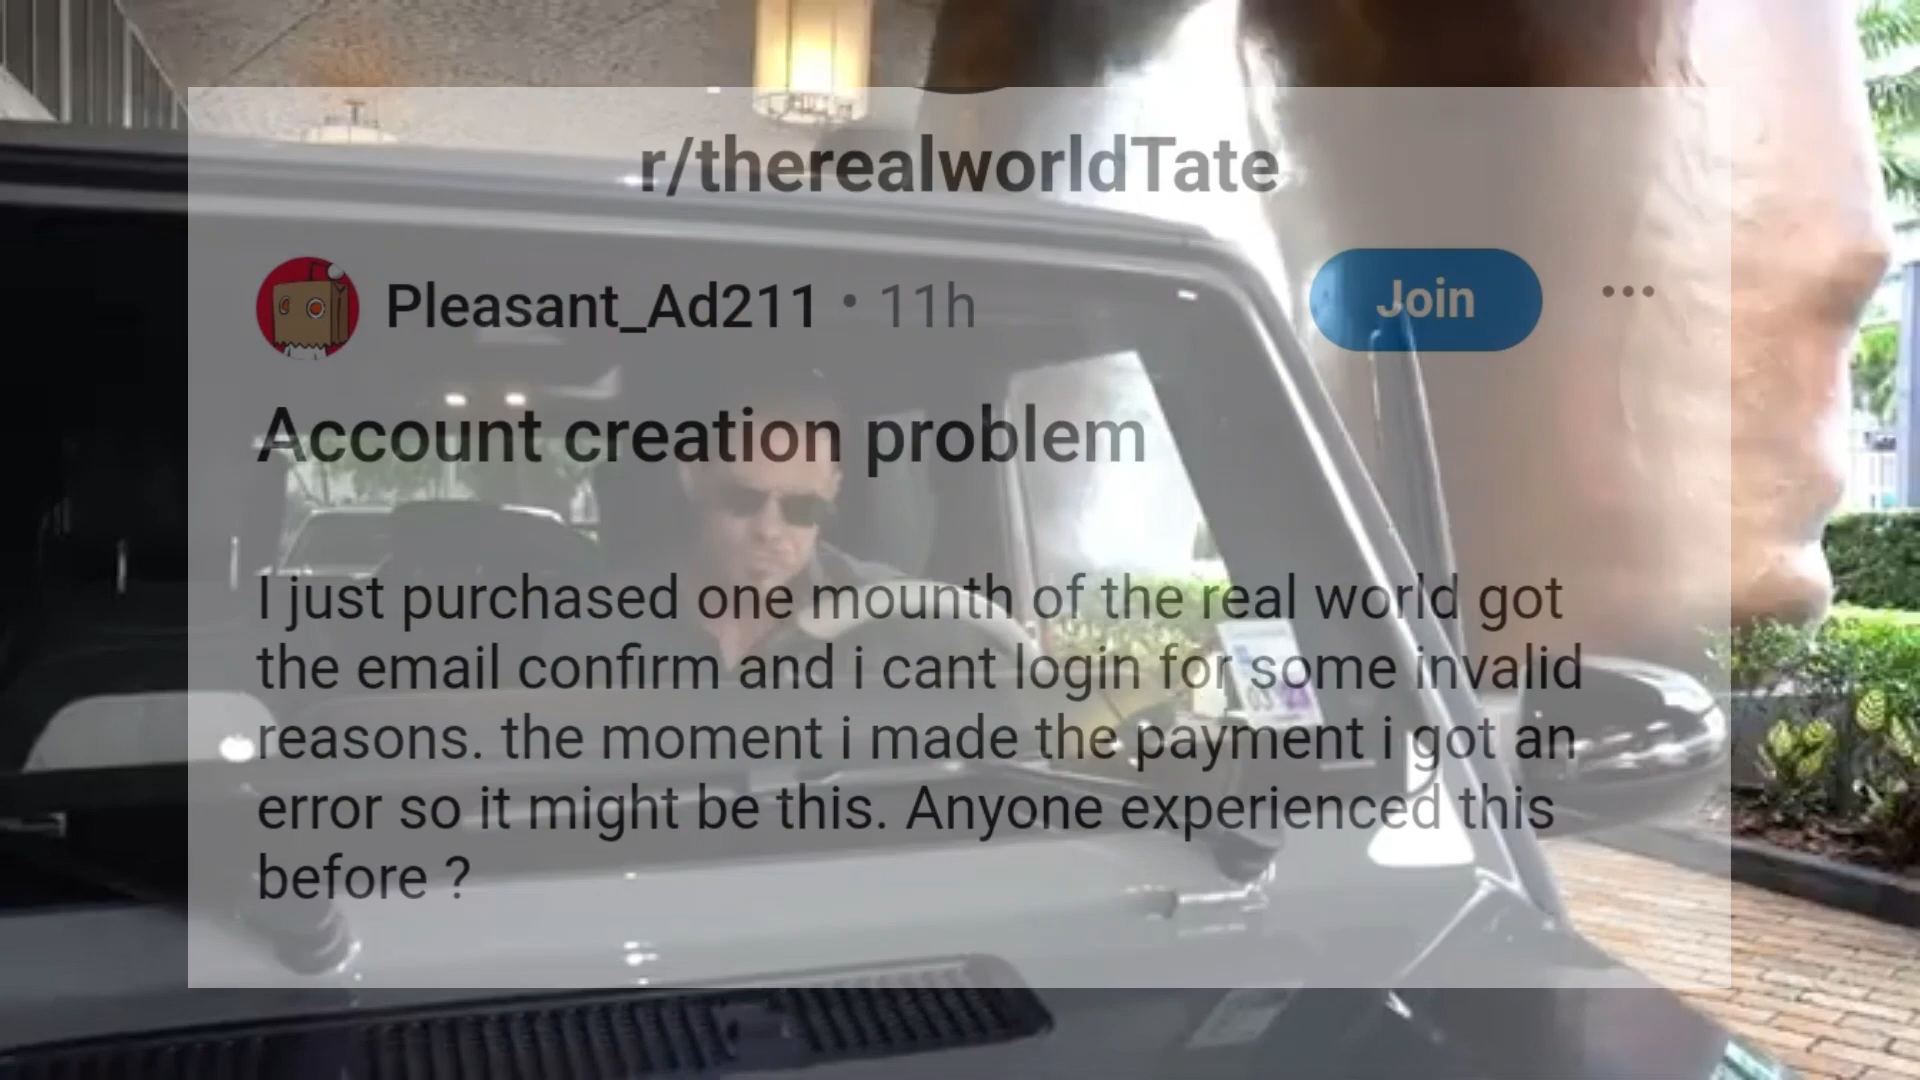 r/therealworldTate
Pleasant_Ad211 • 11h
Join
Account creation problem
I just purchased one mounth of the real world got
the email confirm and i cant login for some invalid
reasons. the moment i made the payment i got an
error so it might be this. Anyone experienced this
before ?